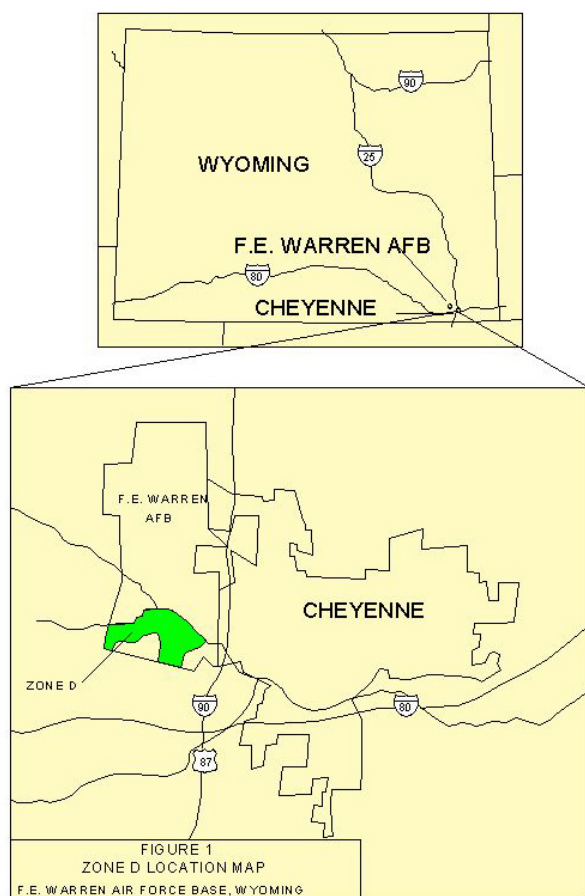 90
25
WYOMING
F.E. WARREN AFB
80
CHEYENNE
F.E. WARREN
AFB
CHEYENNE
ZONE D
90
80
87
FIGURE 1
ZONE D LOCATION MAP
F.E. WARREN AIR FORCE BASE, WYOMING